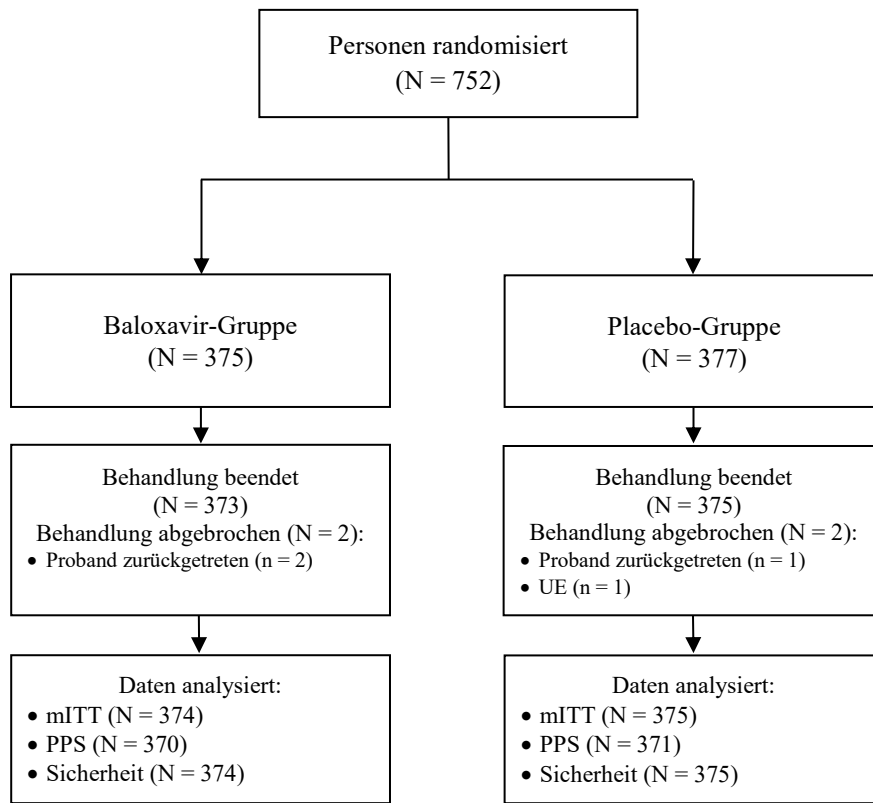 Personen randomisiert
(N = 752)
Baloxavir-Gruppe
(N = 375)
Placebo-Gruppe
(N = 377)
Behandlung beendet
(N = 373)
Behandlung abgebrochen (N = 2):
• Proband zurückgetreten (n = 2)
Behandlung beendet
(N = 375)
Behandlung abgebrochen (N = 2):
• Proband zurückgetreten (n = 1)
• UE (n = 1)
Daten analysiert:
• mITT (N = 374)
• PPS (N = 370)
• Sicherheit (N = 374)
Daten analysiert:
• mITT (N = 375)
• PPS (N = 371)
• Sicherheit (N = 375)